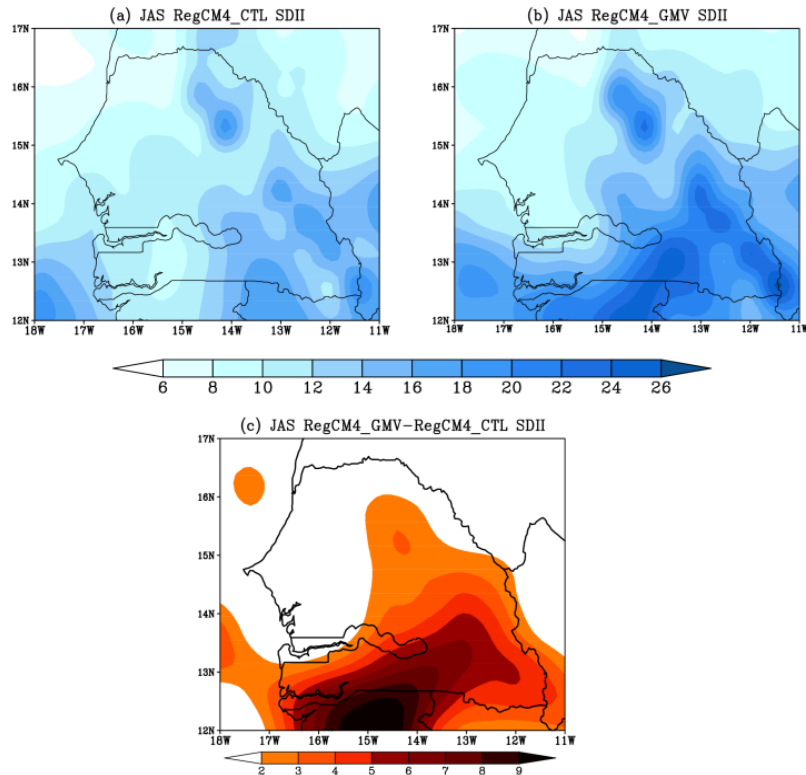 (a) JAS RegCM4_CTL SDII
(b) JAS RegCM4_GMV SDII
17N
16N
15N
14N
13N
12N
18W 17W 16W 15W 14W 13W 12W 11W
17N
16N
15N
14N
13N
12N
18W 17W 16W 15W 14W 13W 12W 11W
6 8 10 12 14 16 18 20 22 24 26
(c) JAS RegCM4_GMV-RegCM4_CTL SDII
17N
16N
15N
14N
13N
12N
18W 17W 16W 15W 14W 13W 12W 11W
2 3 4 5 6 7 8 9